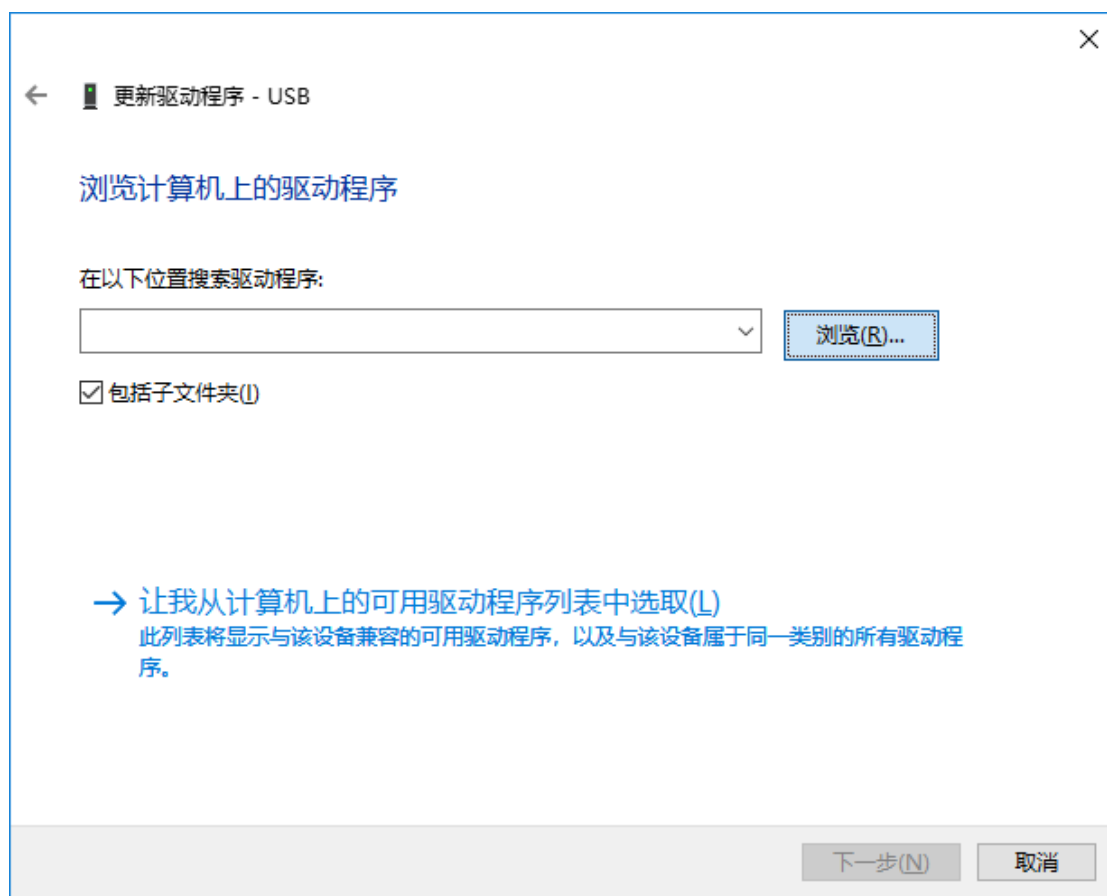 更新驱动程序 - USB
浏览计算机上的驱动程序
在以下位置搜索驱动程序:
浏览(R)...
包括子文件夹(I)
让我从计算机上的可用驱动程序列表中选取(L)
此列表将显示与该设备兼容的可用驱动程序，以及与该设备属于同一类别的所有驱动程
序。
下一步(N)
取消